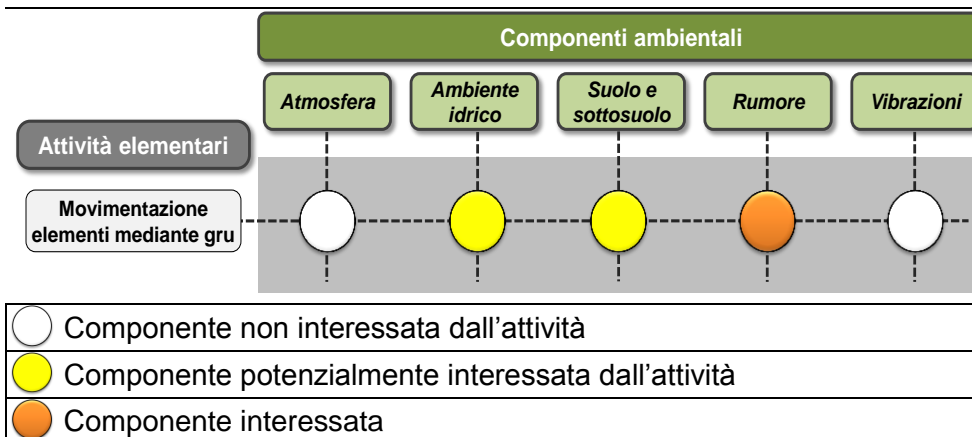 Componenti ambientali
Atmosfera
Ambiente
idrico
Suolo e
sottosuolo
Rumore
Vibrazioni
Attività elementari
Movimentazione
elementi mediante gru
Componente non interessata dall'attività
Componente potenzialmente interessata dall'attività
Componente interessata